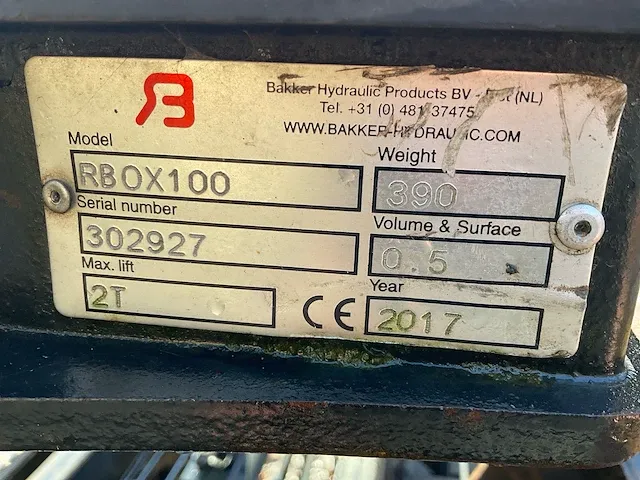 B
Bakker Hydraulic Products BV - (NL)
Tel. +31 (0) 481 37475
WWW.BAKKER-HYDRAULIC.COM
Model
RBOX100
Weight
390
Serial number
302927
Volume & Surface
0.5
Max. lift
2T
CE
Year
2017